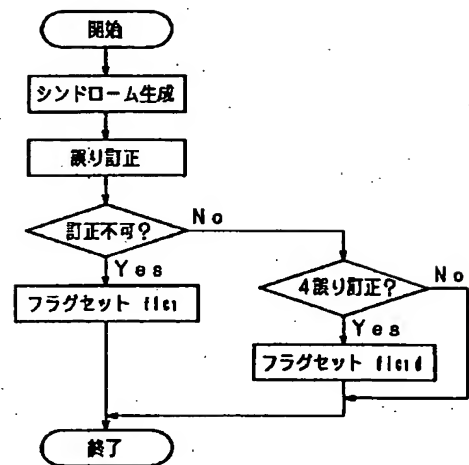 開始
シンドローム生成
誤り訂正
訂正不可?
No
Yes
フラグセット flc1
4誤り訂正?
No
Yes
フラグセット
終了